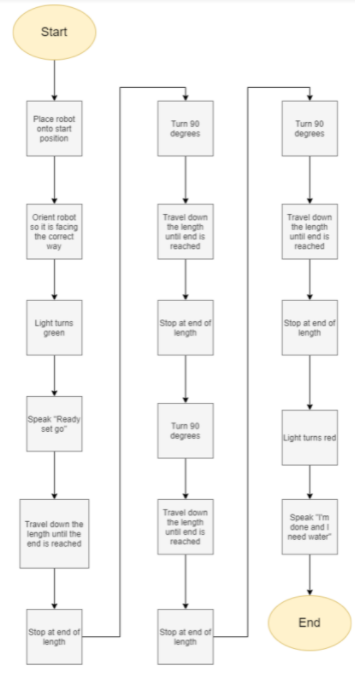 Start
Place robot
onto start
position
Orient robot
so it is facing
the correct
way
Light turns
green
Speak "Ready
set go"
Travel down the
length until the
end is reached
Stop at end of
length
Turn 90
degrees
Travel down
the length
until end is
reached
Stop at end of
length
Turn 90
degrees
Travel down
the length
until end is
reached
Stop at end of
length
Turn 90
degrees
Travel down
the length
until end is
reached
Stop at end of
length
Light turns red
Speak "I'm
done and I
need water"
End